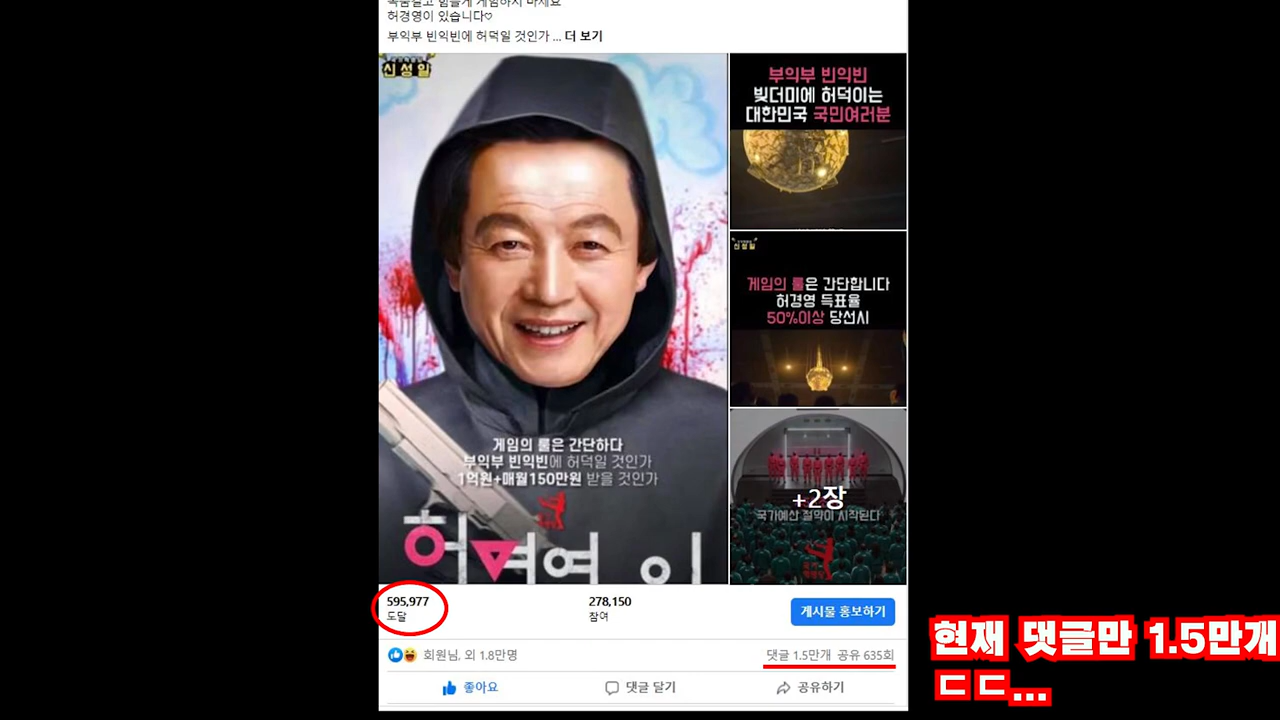 허경영이 있습니다♡
부익부 빈익빈에 허덕일 것인가 ... 더 보기
신성일
게임의 룰은 간단하다
부익부 빈익빈에 허덕일 것인가
1억원+매월150만원 받을 것인가
부익부 빈익빈
빚더미에 허덕이는
대한민국 국민여러분
신성일
게임의 룰은 간단합니다
허경영 득표율
50%이상 당선시
+2장
국가예산 절약이 시작된다
595,977
도달
278,150
참여
게시물 홍보하기
회원님, 외 1.8만명
댓글 1.5만개 공유 635회
좋아요
댓글 달기
공유하기
현재 댓글만 1.5만개
ㄷㄷ...